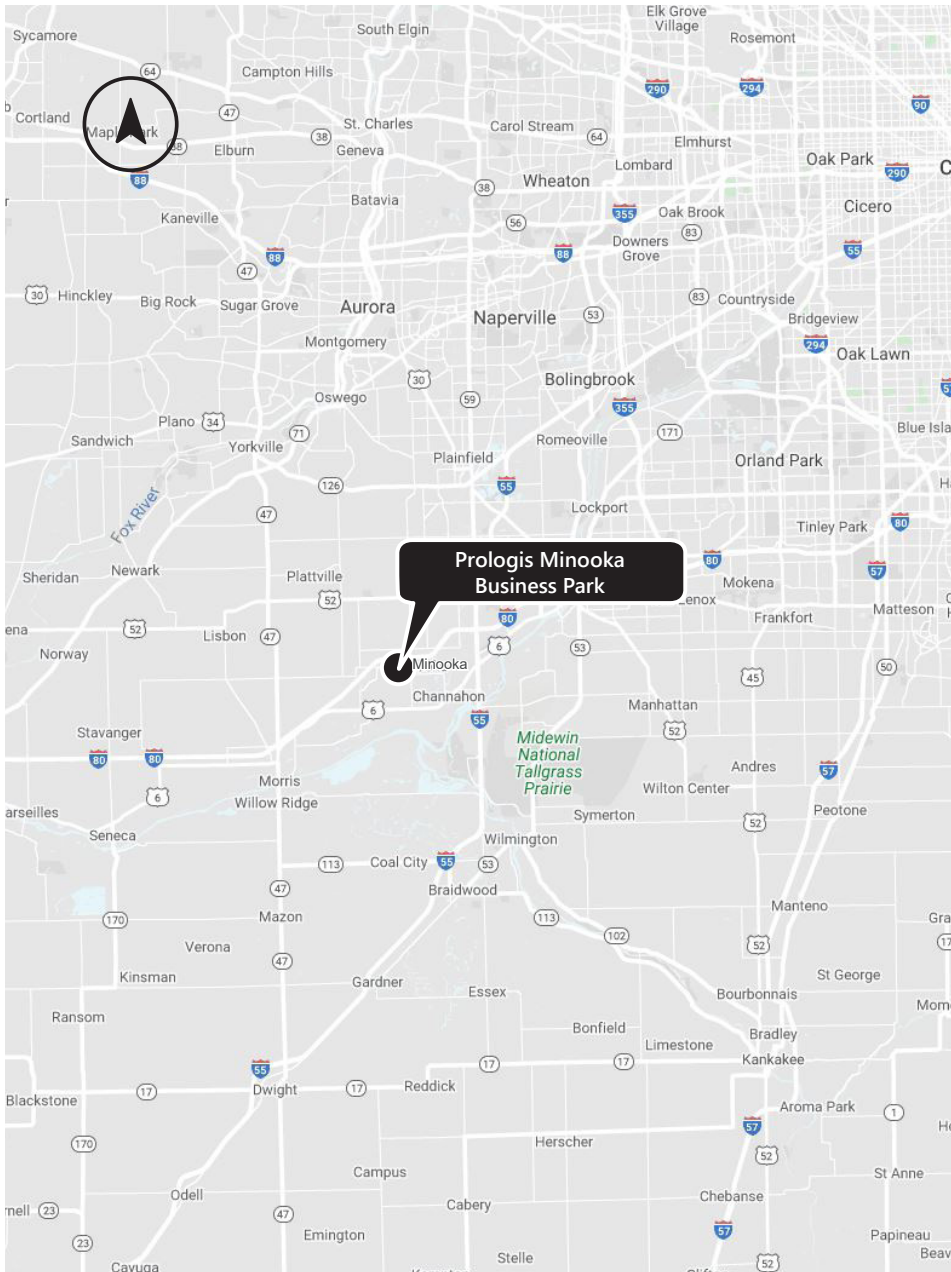 Elk Grove
Village
Sycamore
South Elgin
Rosemont
64
Campton Hills
290
294
90
47
Cortland
St. Charles
Carol Stream
64
Elmhurst
38
38
Elburn
Geneva
Lombard
Oak Park
290
88
Wheaton
38
Batavia
355
Oak Brook
Cicero
Kaneville
56
83
Downers
Grove
88
88
55
47
30
Hinckley
Big Rock
Sugar Grove
Aurora
Naperville
53
83
Countryside
Bridgeview
Montgomery
294
Oak Lawn
30
Bolingbrook
Oswego
59
355
Plano
34
71
171
Sandwich
Yorkville
Romeoville
Plainfield
Orland Park
126
55
Fox River
47
Lockport
80
Tinley Park
Prologis Minooka
Business Park
80
57
Sheridan
Newark
Plattville
Mokena
52
Frankfort
Matteson
80
52
Lisbon
47
6
53
Norway
Minooka
50
45
Channahon
Manhattan
6
55
52
Stavanger
Midewin
National
Tallgrass
Prairie
80
80
Andres
57
Morris
Willow Ridge
6
Wilton Center
Symerton
Peotone
52
Seneca
Wilmington
113
Coal City
55
53
47
Braidwood
Manteno
170
Mazon
113
102
52
Verona
47
Kinsman
Gardner
Essex
St George
Bourbonnais
Ransom
Bonfield
Bradley
Limestone
Kankakee
17
17
55
Dwight
17
17
Reddick
Blackstone
Aroma Park
1
57
170
Herscher
52
Campus
St Anne
Odell
Chebanse
23
47
Cabery
57
23
Emington
Papineau
Stelle
52
Cayuga